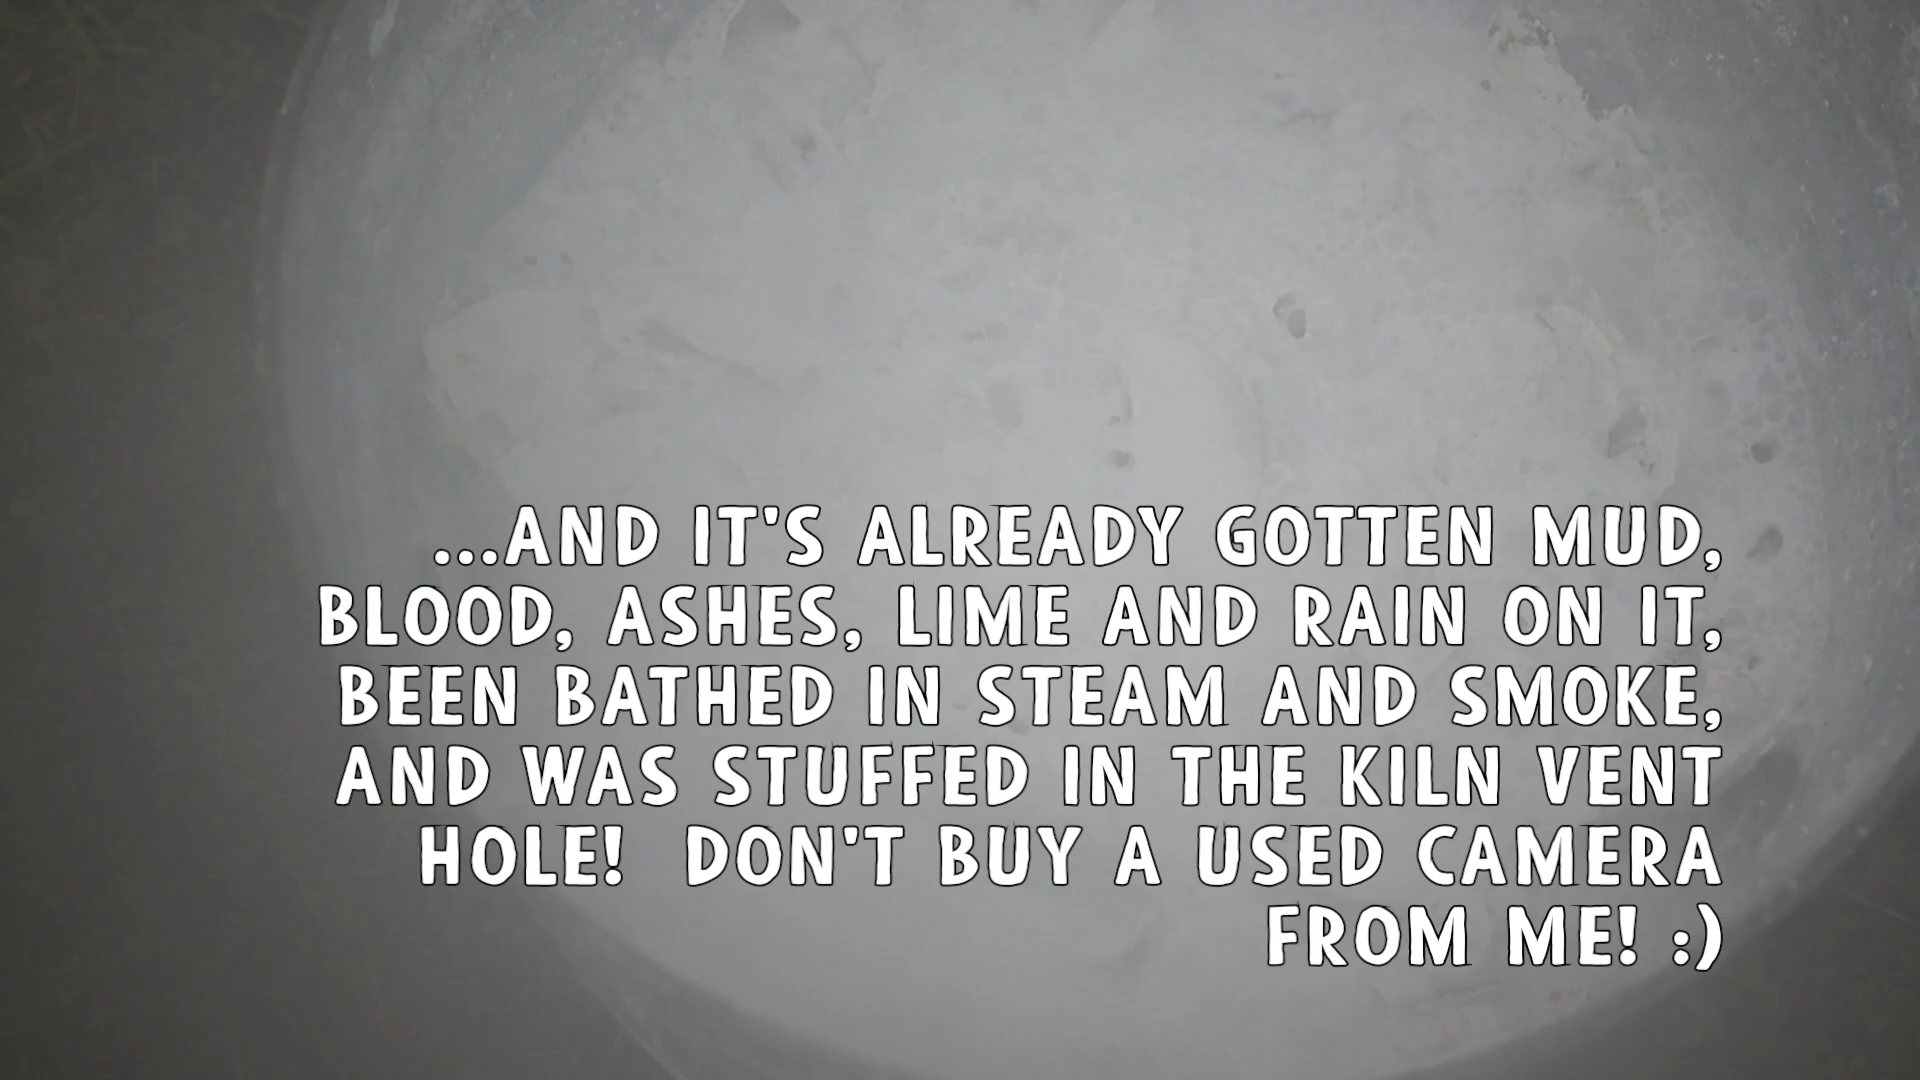 ...AND IT'S ALREADY GOTTEN MUD,
BLOOD, ASHES, LIME AND RAIN ON IT,
BEEN BATHED IN STEAM AND SMOKE,
AND WAS STUFFED IN THE KILN VENT
HOLE!  DON'T BUY A USED CAMERA
FROM ME! :)